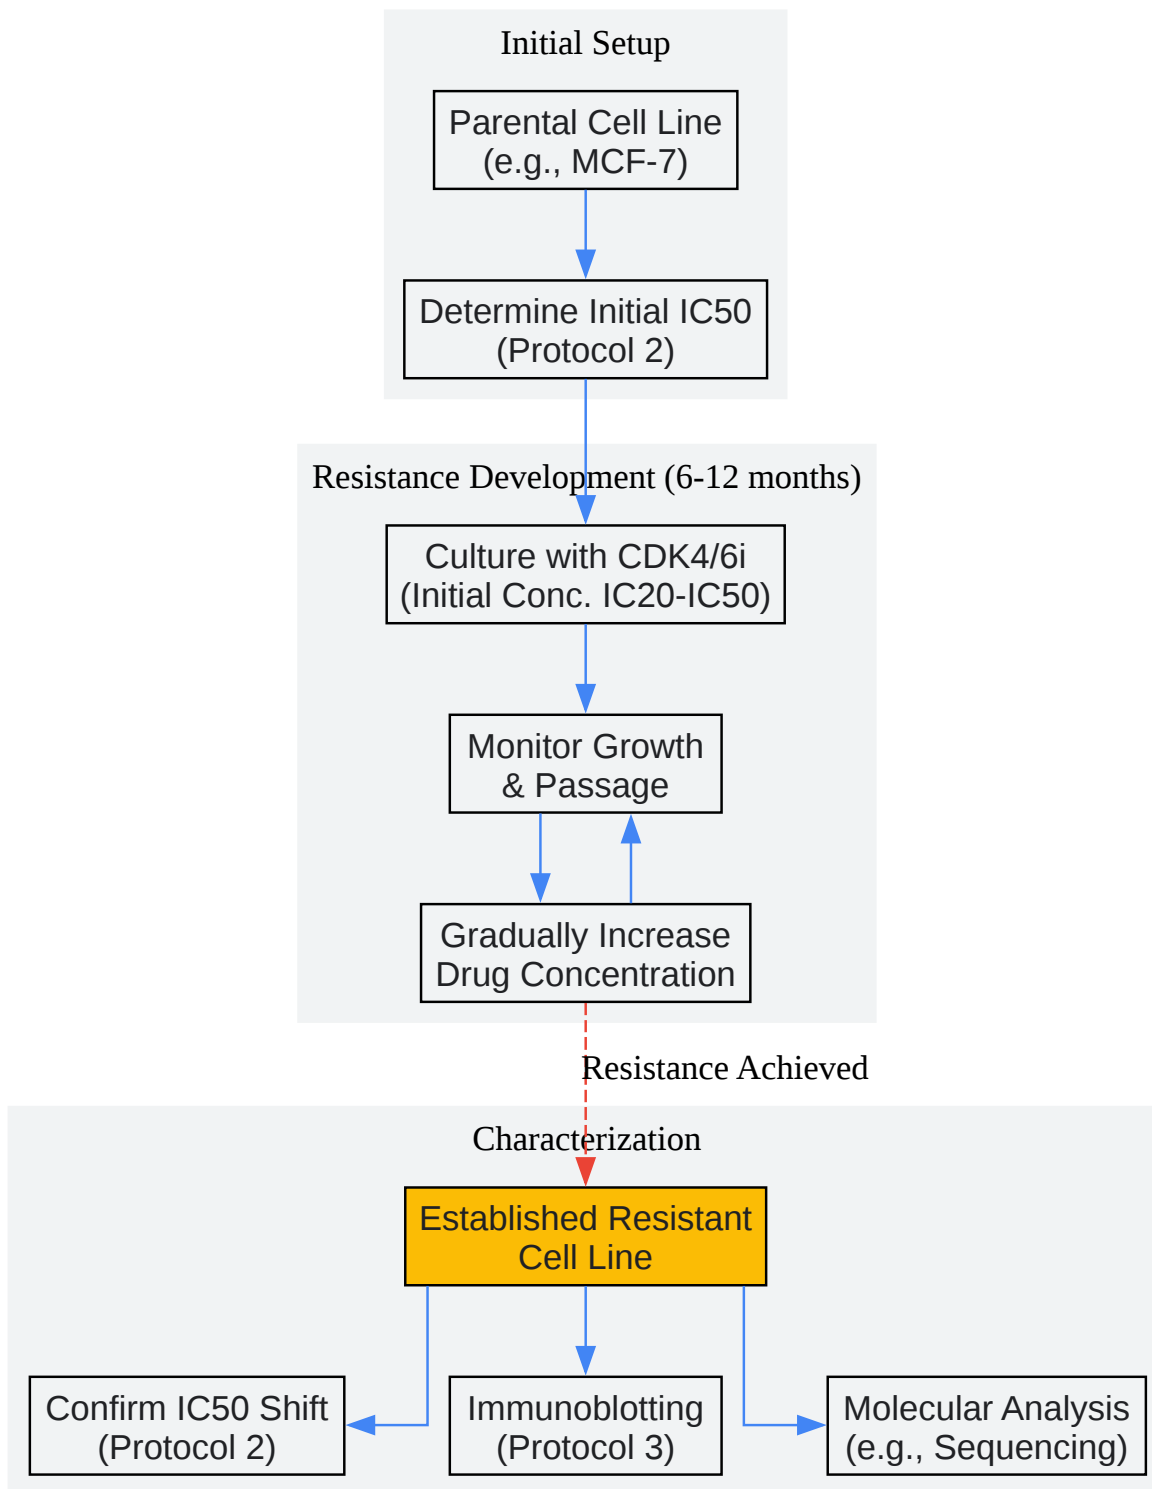 Initial Setup
Parental Cell Line
(e.g., MCF-7)
Determine Initial IC50
(Protocol 2)
Resistance Development (6-12 months)
Culture with CDK4/6i
(Initial Conc. IC20-IC50)
Monitor Growth
& Passage
Gradually Increase
Drug Concentration
Resistance Achieved
Characterization
Established Resistant
Cell Line
Confirm IC50 Shift
(Protocol 2)
Immunoblotting
(Protocol 3)
Molecular Analysis
(e.g., Sequencing)